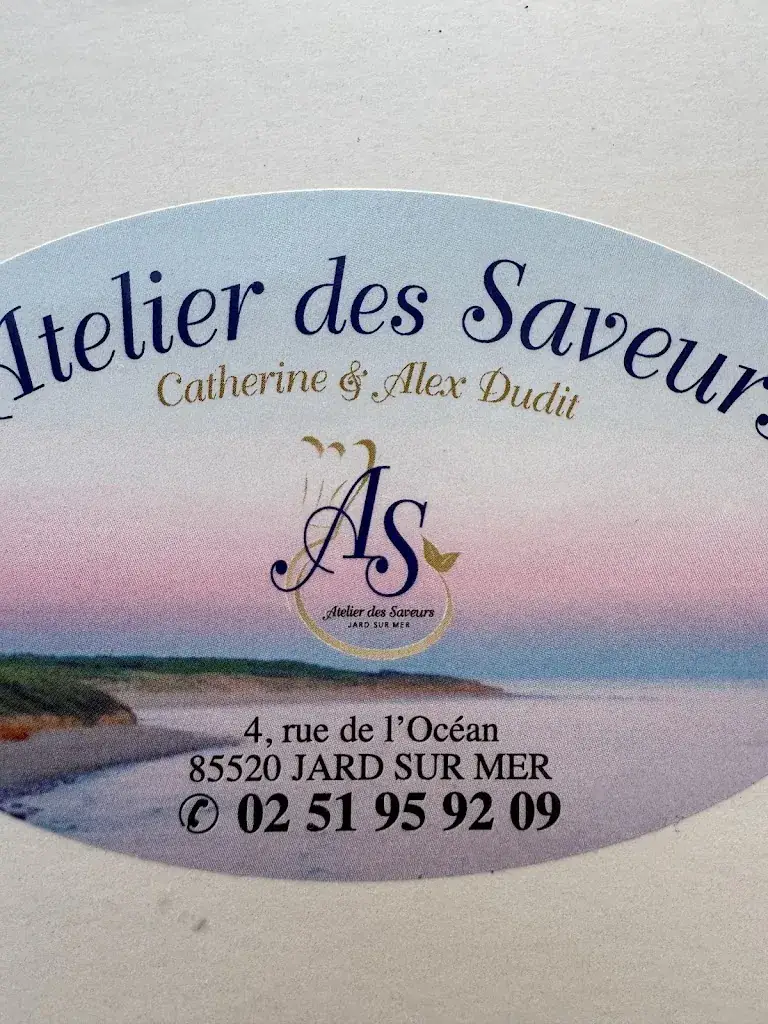 Atelier des Saveurs
Catherine & Alex Dudit
AS
Atelier des Saveurs
JARD SUR MER
4, rue de l'Océan
85520 JARD SUR MER
✆ 02 51 95 92 09